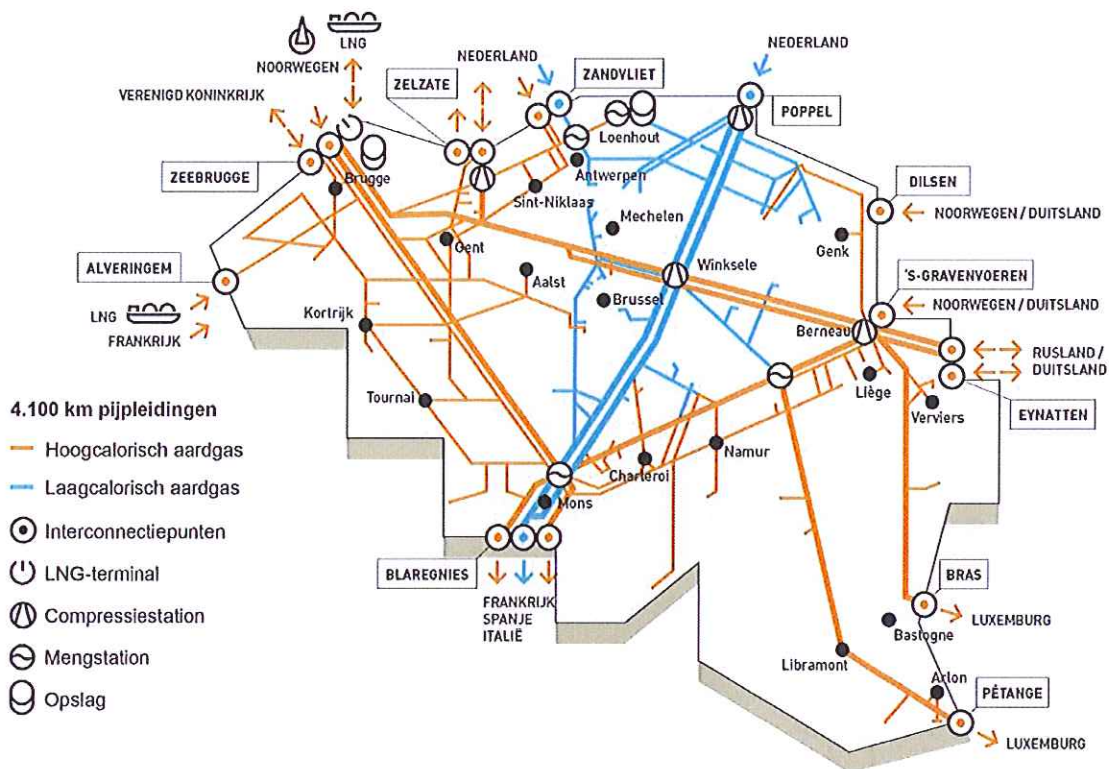 LNG
NOORWEGEN
NEDERLAND
NEDERLAND
ZELZATE
ZANDVLIET
VERENIGD KONINKRIJK
POPPEL
Loenhout
ZEEBRUGGE
Brugge
Antwerpen
Sint-Niklaas
DILSEN
NOORWEGEN / DUITSLAND
Mechelen
Gent
Genk
ALVERINGEM
Aalst
Winksele
'S-GRAVENVOEREN
Brussel
NOORWEGEN / DUITSLAND
LNG
Kortrijk
Berneau
FRANKRIJK
RUSLAND /
DUITSLAND
Liège
EYNATTEN
Tournai
Verviers
4.100 km pijpleidingen
Hoogcalorisch aardgas
Namur
Charleroi
Laagcalorisch aardgas
Mons
Interconnectiepunten
LNG-terminal
BLAREGNIES
BRAS
FRANKRIJK
SPANJE
ITALIË
Compressiestation
LUXEMBURG
Bastogne
Mengstation
Libramont
Arlon
Opslag
PÉTANGE
LUXEMBURG